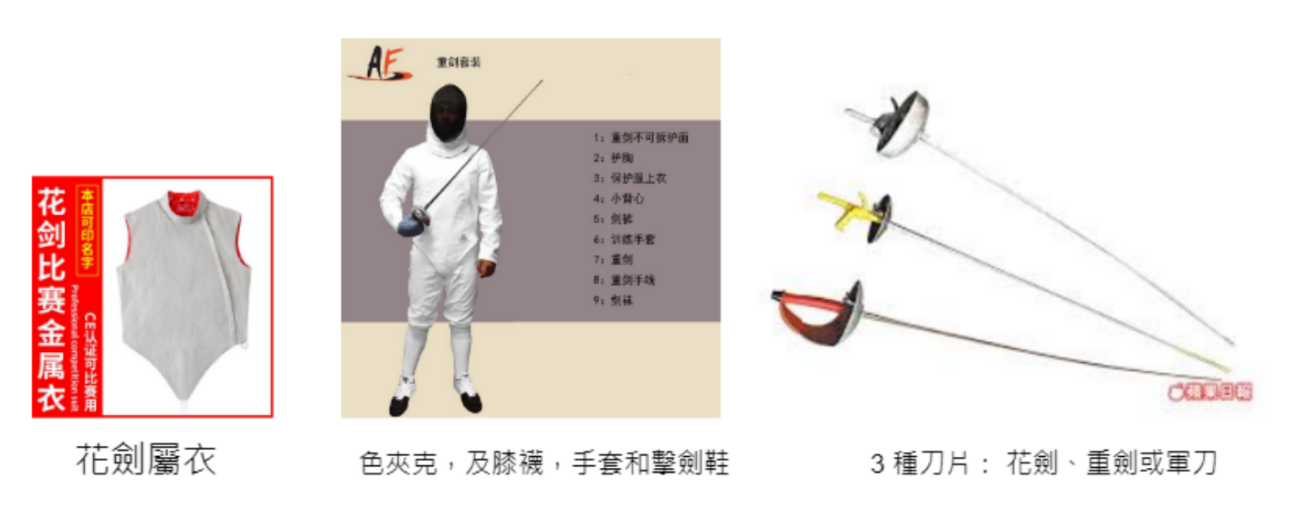 花剑比赛金属衣
本店可印名字
CE认证可比赛用
Professional competition suit
AF
重剑套装
1：重剑不可拆护面
2：护胸
3：保护服上衣
4：小背心
5：剑裤
6：训练手套
7：重剑
8：重剑手线
9：剑袜
蘋果日報
花劍屬衣
色夾克，及膝襪，手套和擊劍鞋
3 種刀片： 花劍、重劍或軍刀